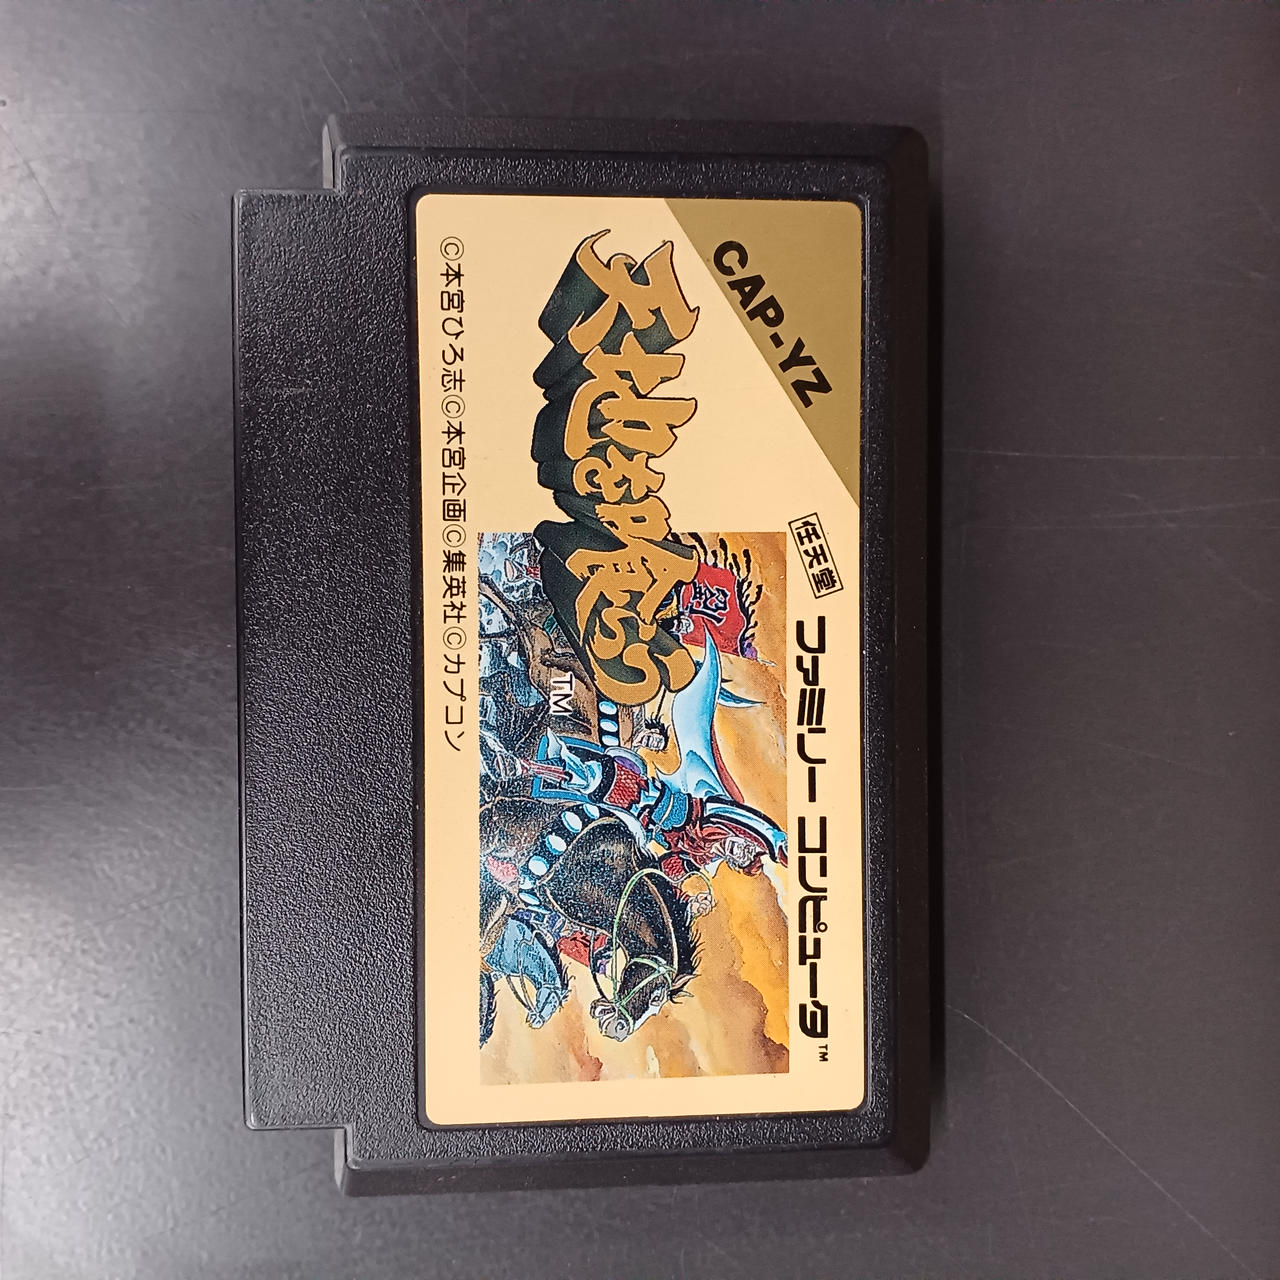 CAP-YZ
任天堂 ファミリー コンピュータ™
天地を喰らう
TM
劉
©本宮ひろ志©本宮企画©集英社©カプコン